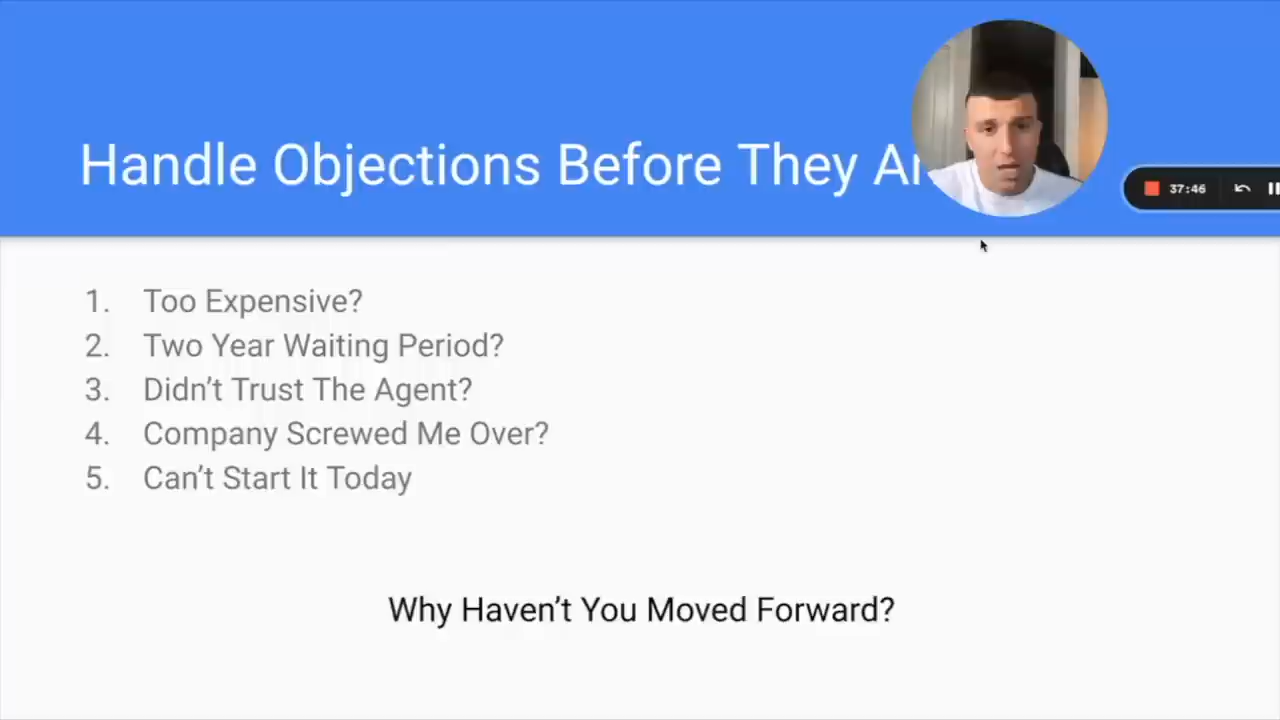 Handle Objections Before They
37:46
1. Too Expensive?
2. Two Year Waiting Period?
3. Didn't Trust The Agent?
4. Company Screwed Me Over?
5. Can't Start It Today
Why Haven't You Moved Forward?